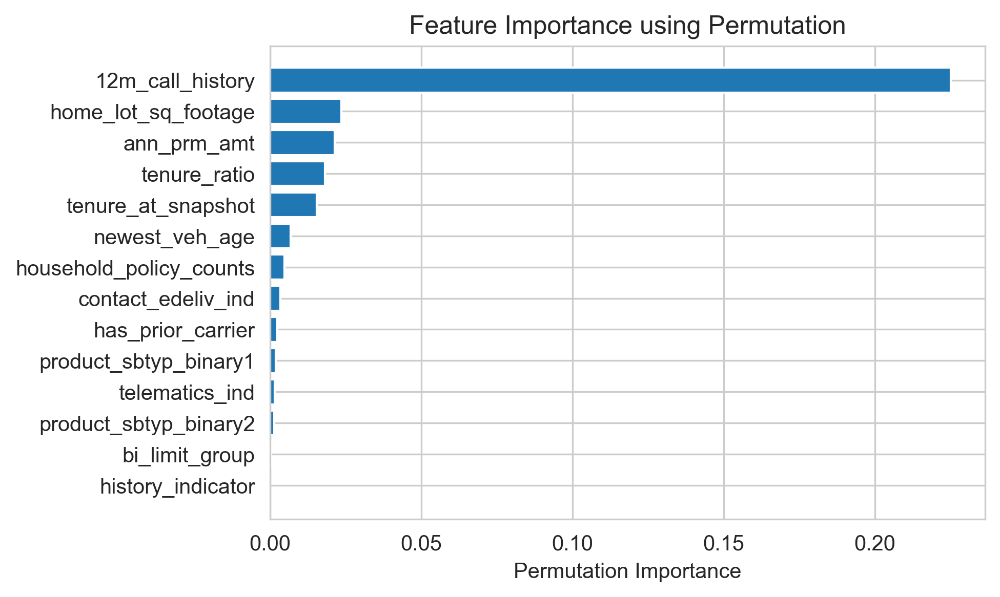 Feature Importance using Permutation
12m_call_history
home_lot_sq_footage
ann_prm_amt
tenure_ratio
tenure_at_snapshot
newest_veh_age
household_policy_counts
contact_edeliv_ind
has_prior_carrier
product_sbtyp_binary1
telematics_ind
product_sbtyp_binary2
bi_limit_group
history_indicator
0.00 0.05 0.10 0.15 0.20
Permutation Importance